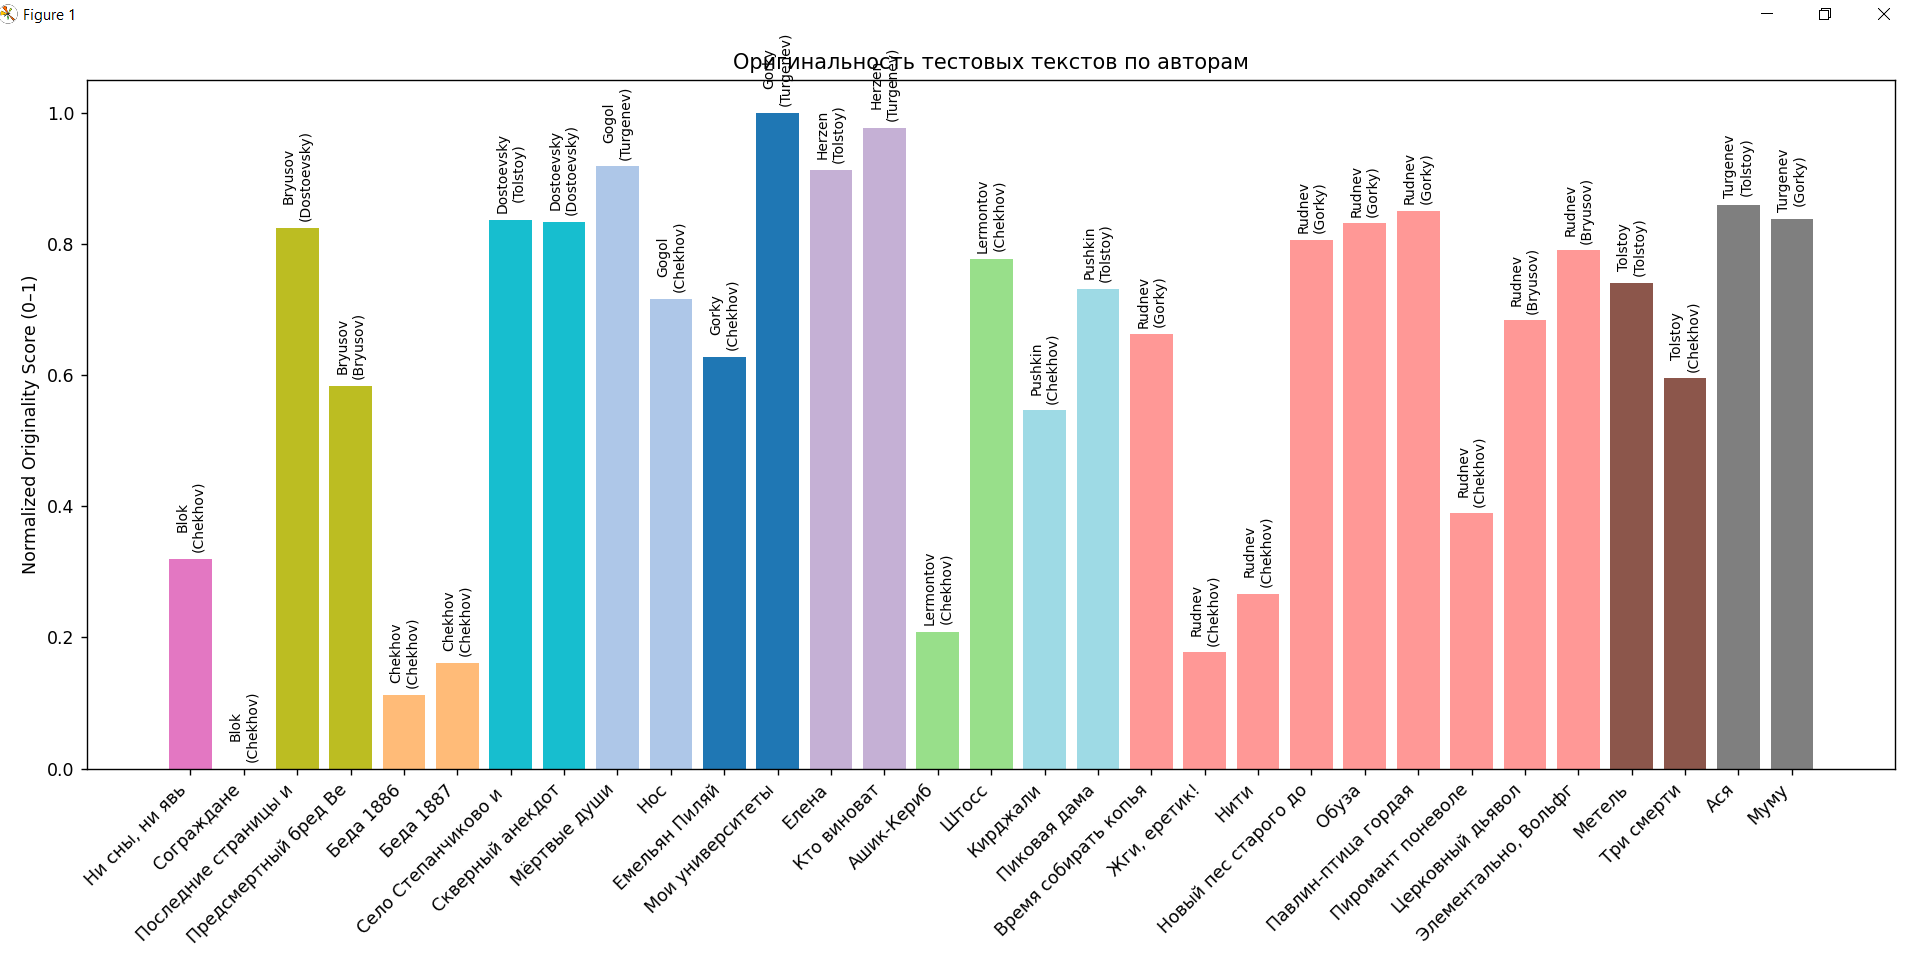 Figure 1
Оригинальность тестовых текстов по авторам
Normalized Originality Score (0–1)
1.0
0.8
0.6
0.4
0.2
0.0
Blok
(Chekhov)
Blok
(Chekhov)
Bryusov
(Dostoevsky)
Bryusov
(Bryusov)
Chekhov
(Chekhov)
Chekhov
(Chekhov)
Dostoevsky
(Tolstoy)
Dostoevsky
(Dostoevsky)
Gogol
(Turgenev)
Gogol
(Chekhov)
Gorky
(Chekhov)
Gorky
(Turgenev)
Herzen
(Tolstoy)
Herzen
(Turgenev)
Lermontov
(Chekhov)
Lermontov
(Chekhov)
Pushkin
(Chekhov)
Pushkin
(Tolstoy)
Rudnev
(Gorky)
Rudnev
(Chekhov)
Rudnev
(Chekhov)
Rudnev
(Gorky)
Rudnev
(Gorky)
Rudnev
(Gorky)
Rudnev
(Chekhov)
Rudnev
(Bryusov)
Rudnev
(Bryusov)
Tolstoy
(Tolstoy)
Tolstoy
(Chekhov)
Turgenev
(Tolstoy)
Turgenev
(Gorky)
Ни сны, ни явь
Сограждане
Последние страницы и
Предсмертный бред Ве
Беда 1886
Беда 1887
Село Степанчиково и
Скверный анекдот
Мёртвые души
Нос
Емельян Пиляй
Мои университеты
Елена
Кто виноват
Ашик-Кериб
Штосс
Кирджали
Пиковая дама
Время собирать копья
Жги, еретик!
Нити
Новый пес старого до
Обуза
Павлин-птица гордая
Пиромант поневоле
Церковный дьявол
Элементально, Вольфг
Метель
Три смерти
Ася
Муму